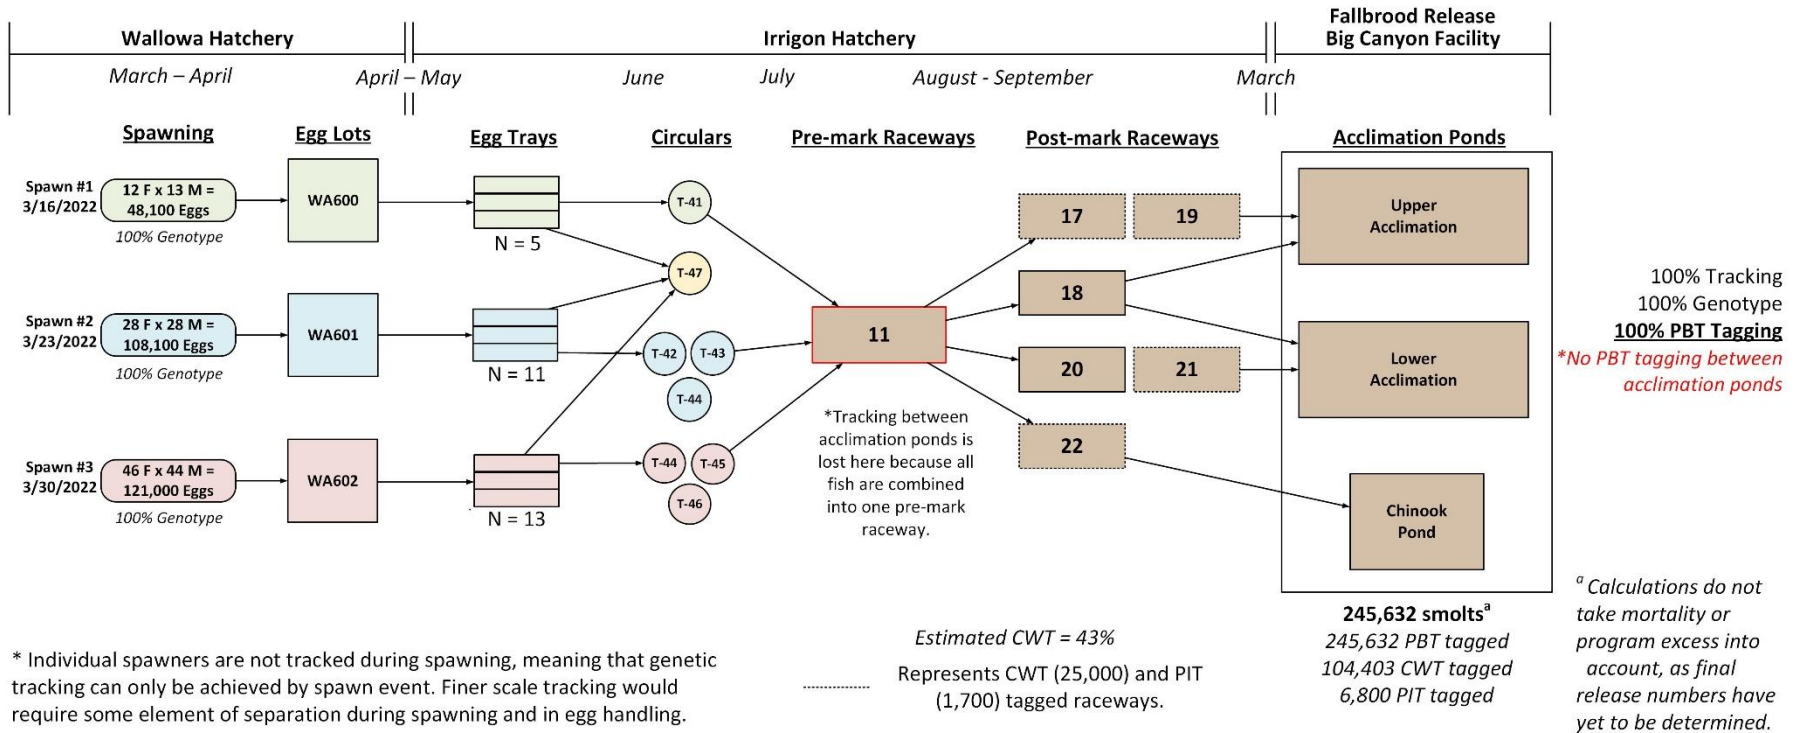 Wallowa Hatchery
Irrigon Hatchery
Fallbrood Release
Big Canyon Facility
March – April
April – May
June
July
August - September
March
Spawning
Egg Lots
Egg Trays
Circulars
Pre-mark Raceways
Post-mark Raceways
Acclimation Ponds
Spawn #1
3/16/2022
12 F x 13 M =
48,100 Eggs
100% Genotype
WA600
N = 5
T-41
T-47
Spawn #2
3/23/2022
28 F x 28 M =
108,100 Eggs
100% Genotype
WA601
N = 11
T-42
T-43
T-44
Spawn #3
3/30/2022
46 F x 44 M =
121,000 Eggs
100% Genotype
WA602
N = 13
T-44
T-45
T-46
11
*Tracking between
acclimation ponds is
lost here because all
fish are combined
into one pre-mark
raceway.
17
19
18
20
21
22
Upper
Acclimation
Lower
Acclimation
Chinook
Pond
100% Tracking
100% Genotype
100% PBT Tagging
*No PBT tagging between
acclimation ponds
245,632 smolts a
245,632 PBT tagged
104,403 CWT tagged
6,800 PIT tagged
a Calculations do not
take mortality or
program excess into
account, as final
release numbers have
yet to be determined.
Estimated CWT = 43%
Represents CWT (25,000) and PIT
(1,700) tagged raceways.
* Individual spawners are not tracked during spawning, meaning that genetic
tracking can only be achieved by spawn event. Finer scale tracking would
require some element of separation during spawning and in egg handling.